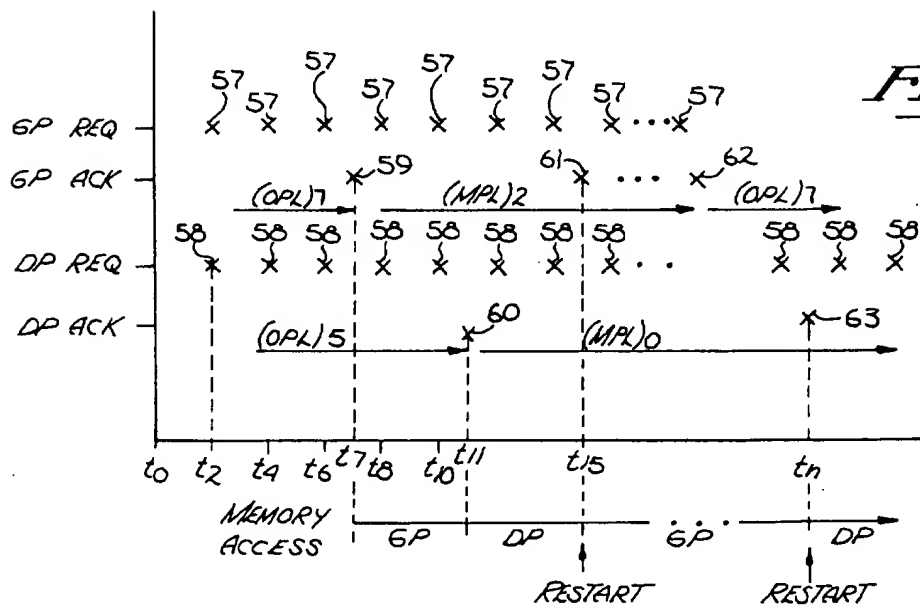 57 57 57 57 57 57 57 57 57
FI
GP REQ
GP ACK 59 61 ... 62
(OPL)7 (MPL)2 (OPL)7
58 58 58 58 58 58 58 58 58 58 58
DP REQ
DP ACK 60 63
(OPL)5 (MPL)0
t0 t2 t4 t6 t7 t8 t10 t11 t15 tn
MEMORY ACCESS GP DP ... GP DP
RESTART RESTART